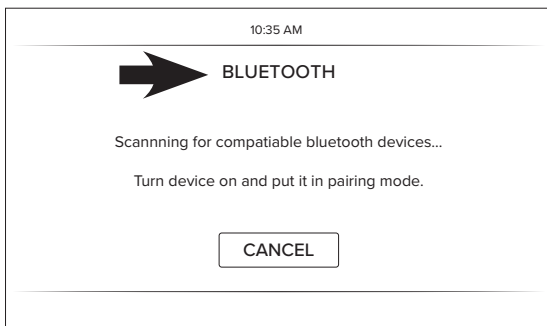 10:35 AM
BLUETOOTH
Scannning for compatiable bluetooth devices...
Turn device on and put it in pairing mode.
CANCEL